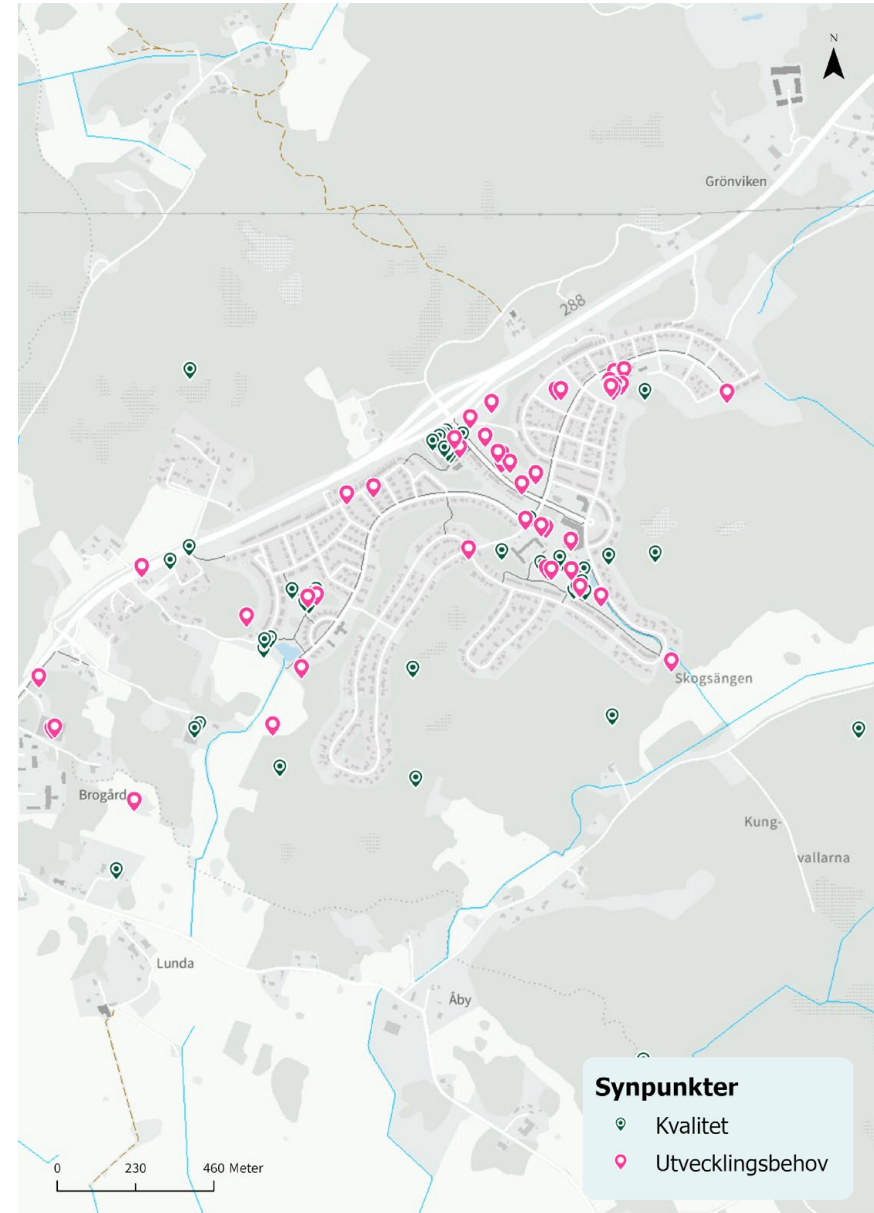 N
Grönviken
288
Skogsängen
Brogård
Kung-
vallarna
Lunda
Åby
Synpunkter
Kvalitet
Utvecklingsbehov
0 230 460 Meter